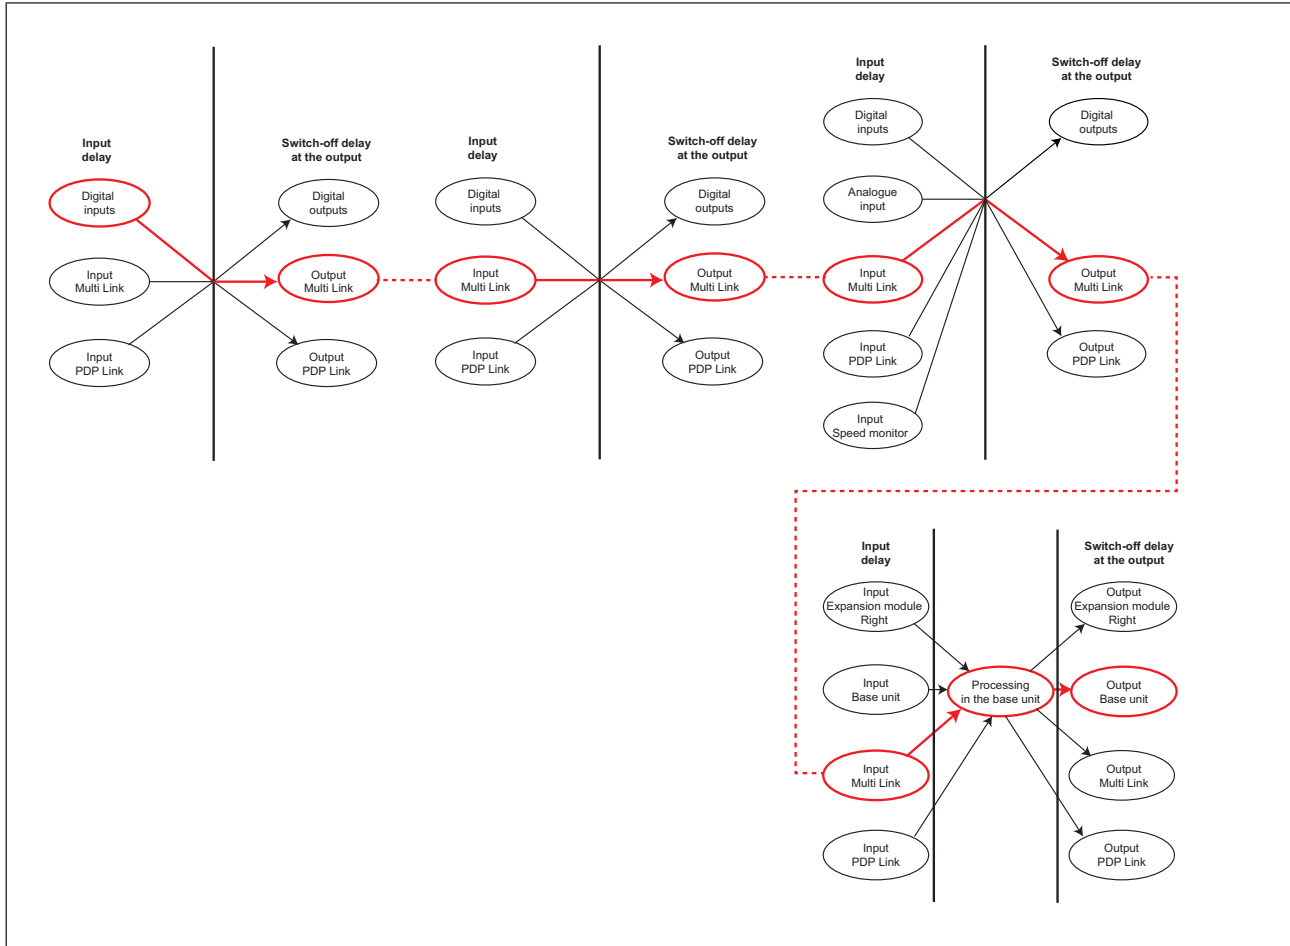 Input
delay
Switch-off delay
at the output
Digital
inputs
Input
Multi Link
Input
PDP Link
Digital
outputs
Output
Multi Link
Output
PDP Link
Input
delay
Switch-off delay
at the output
Digital
inputs
Input
Multi Link
Input
PDP Link
Digital
outputs
Output
Multi Link
Output
PDP Link
Input
delay
Switch-off delay
at the output
Digital
inputs
Analogue
input
Input
Multi Link
Input
PDP Link
Input
Speed monitor
Digital
outputs
Output
Multi Link
Output
PDP Link
Input
delay
Switch-off delay
at the output
Input
Expansion module
Right
Input
Base unit
Input
Multi Link
Input
PDP Link
Processing
in the base unit
Output
Expansion module
Right
Output
Base unit
Output
Multi Link
Output
PDP Link